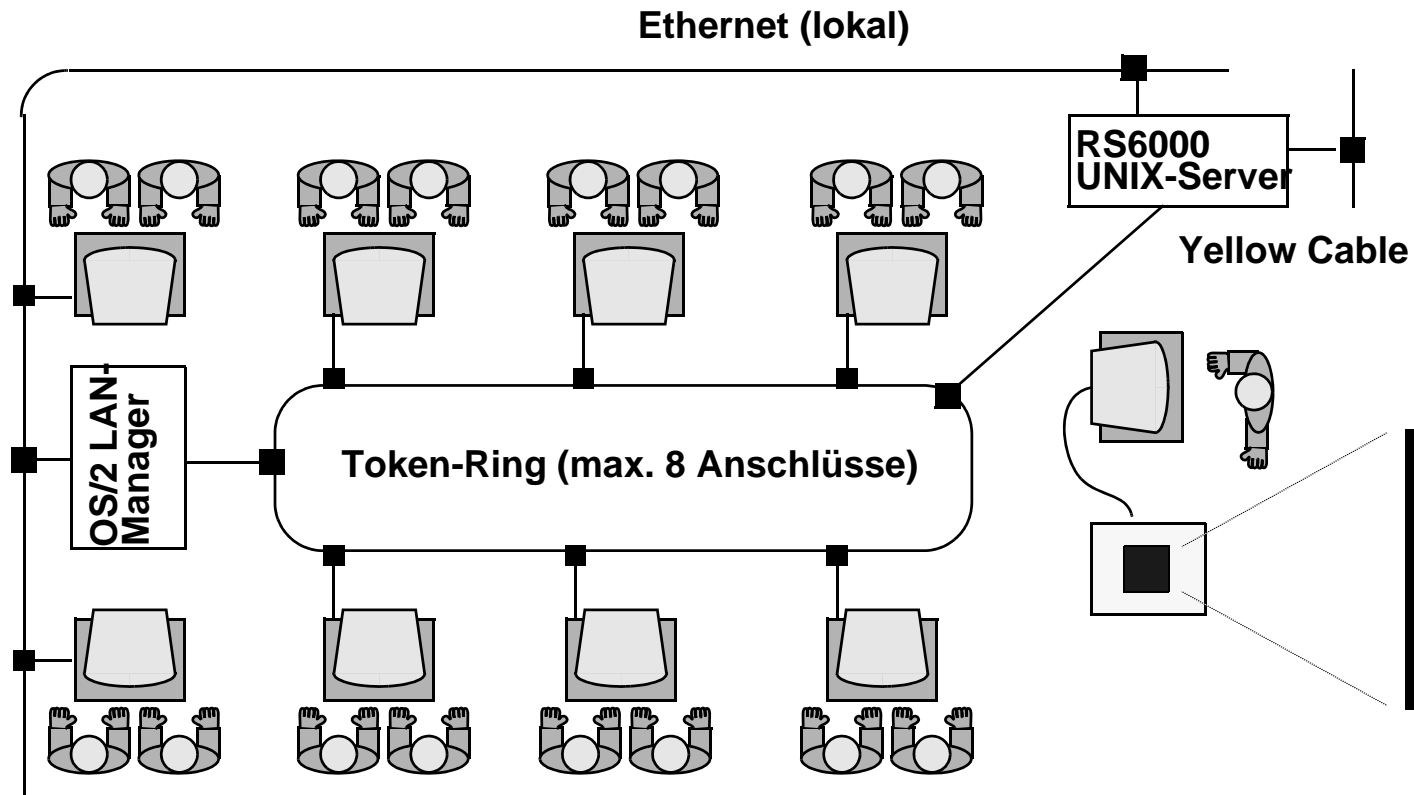 Ethernet (lokal)
RS6000
UNIX-Server
Yellow Cable
OS/2 LAN-
Manager
Token-Ring (max. 8 Anschlüsse)